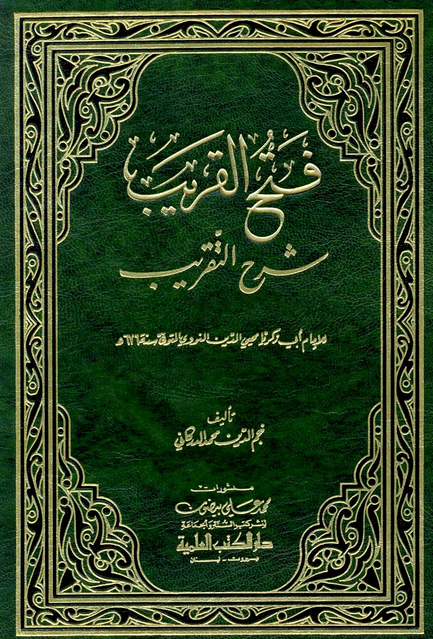 فتح القريب
شرح التقريب
للإمام أبي زكريا محيي الدين النووي المتوفى سنة ٦٧٦ هـ
تأليف
نجم الدين محمد الدركاني
منشورات
محمد علي بيضون
لنشر كتب السنة والجماعة
دار الكتب العلمية
بيروت - لبنان